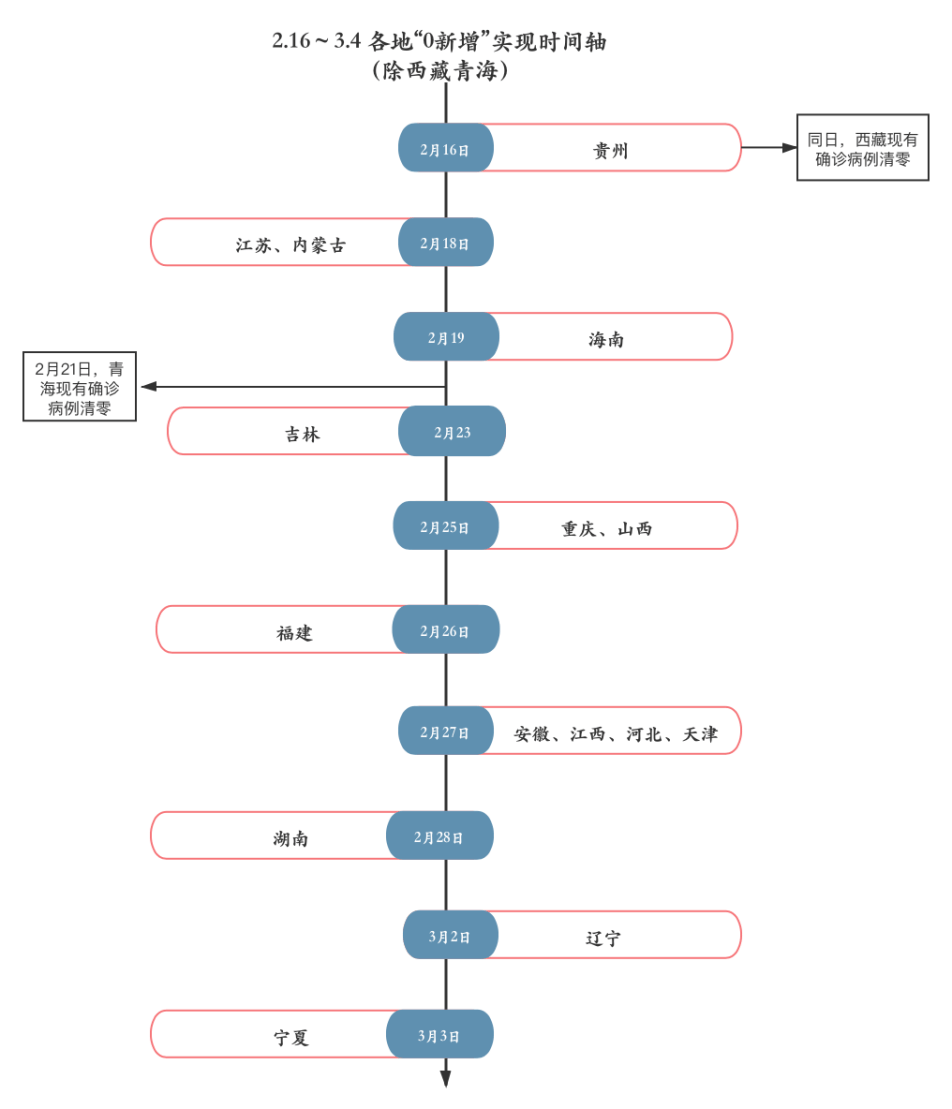 2.16～3.4 各地“0新增”实现时间轴
(除西藏青海)
2月16日
贵州
同日，西藏现有
确诊病例清零
江苏、内蒙古
2月18日
2月19
海南
2月21日，青
海现有确诊
病例清零
吉林
2月23
2月25日
重庆、山西
福建
2月26日
2月27日
安徽、江西、河北、天津
湖南
2月28日
3月2日
辽宁
宁夏
3月3日